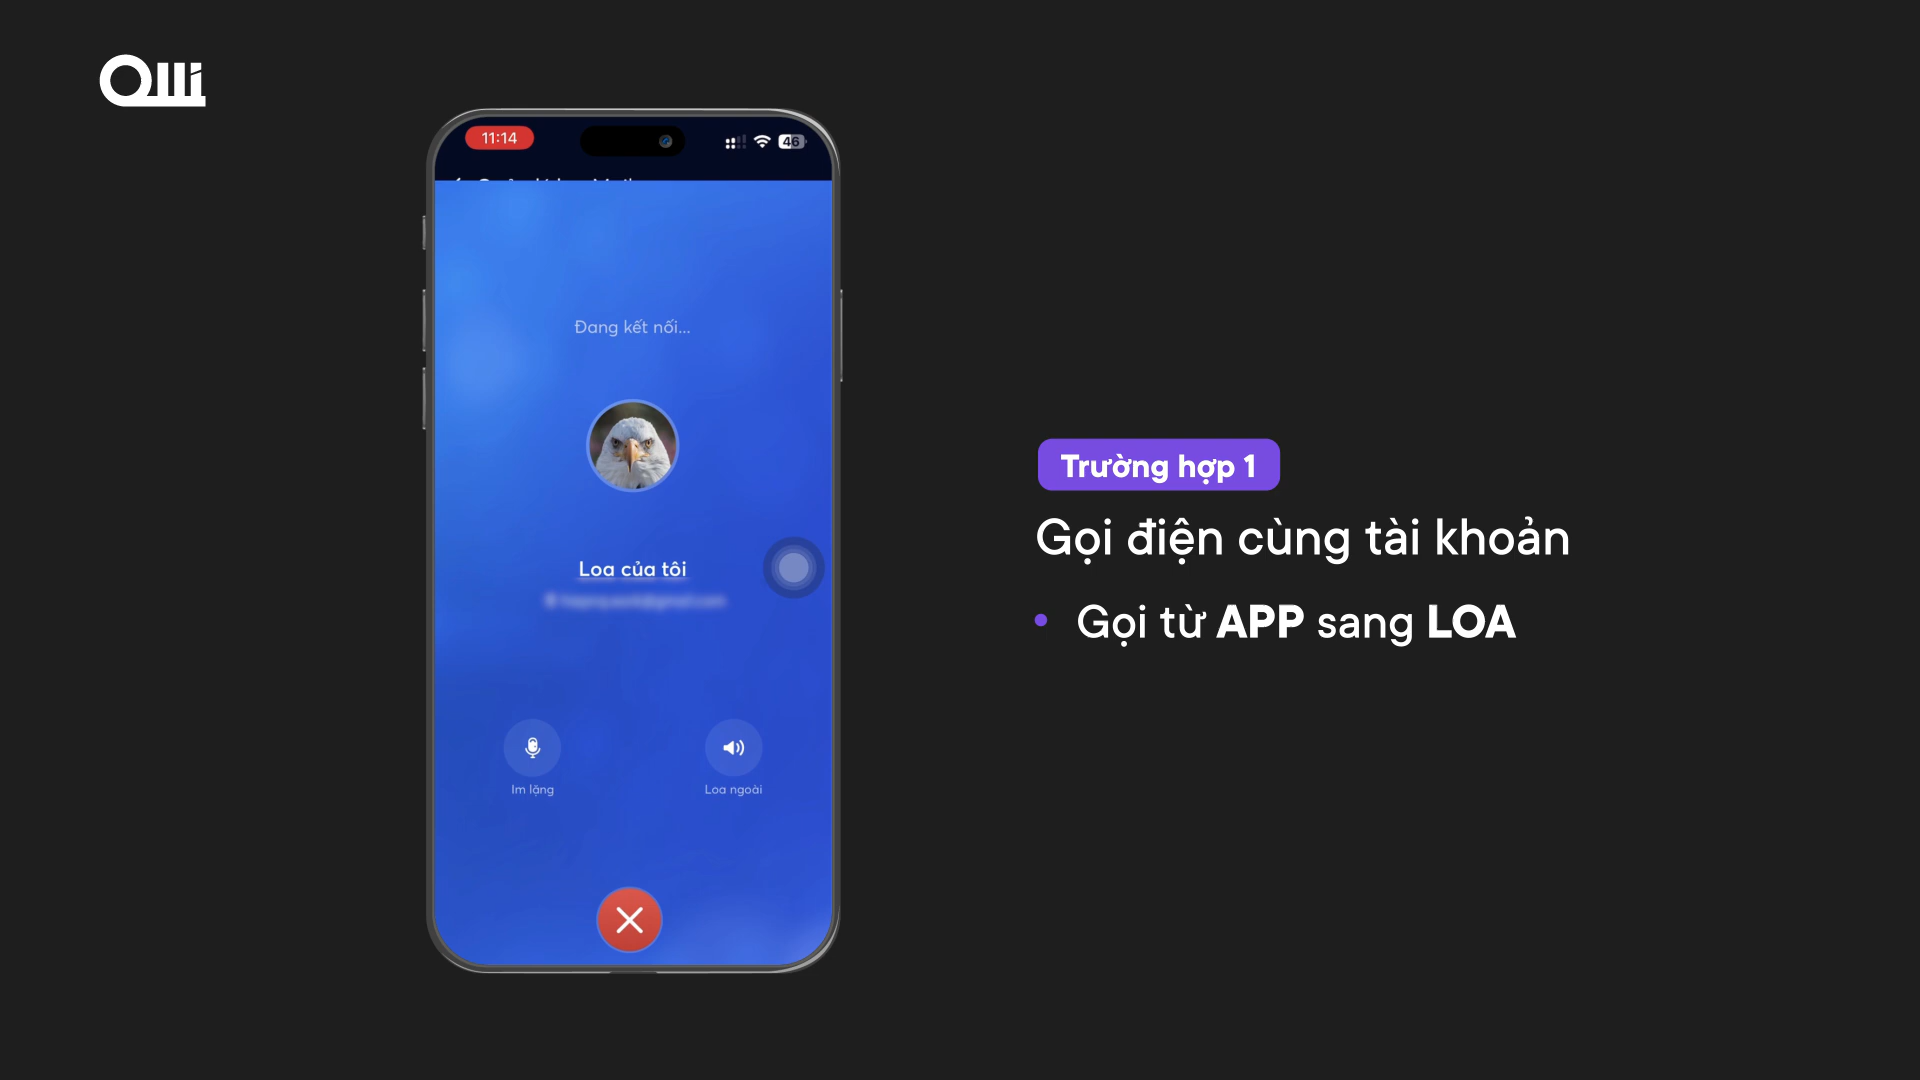 Olli
11:14
46
Đang kết nối...
Loa của tôi
Im lặng
Loa ngoài
Trường hợp 1
Gọi điện cùng tài khoản
• Gọi từ APP sang LOA